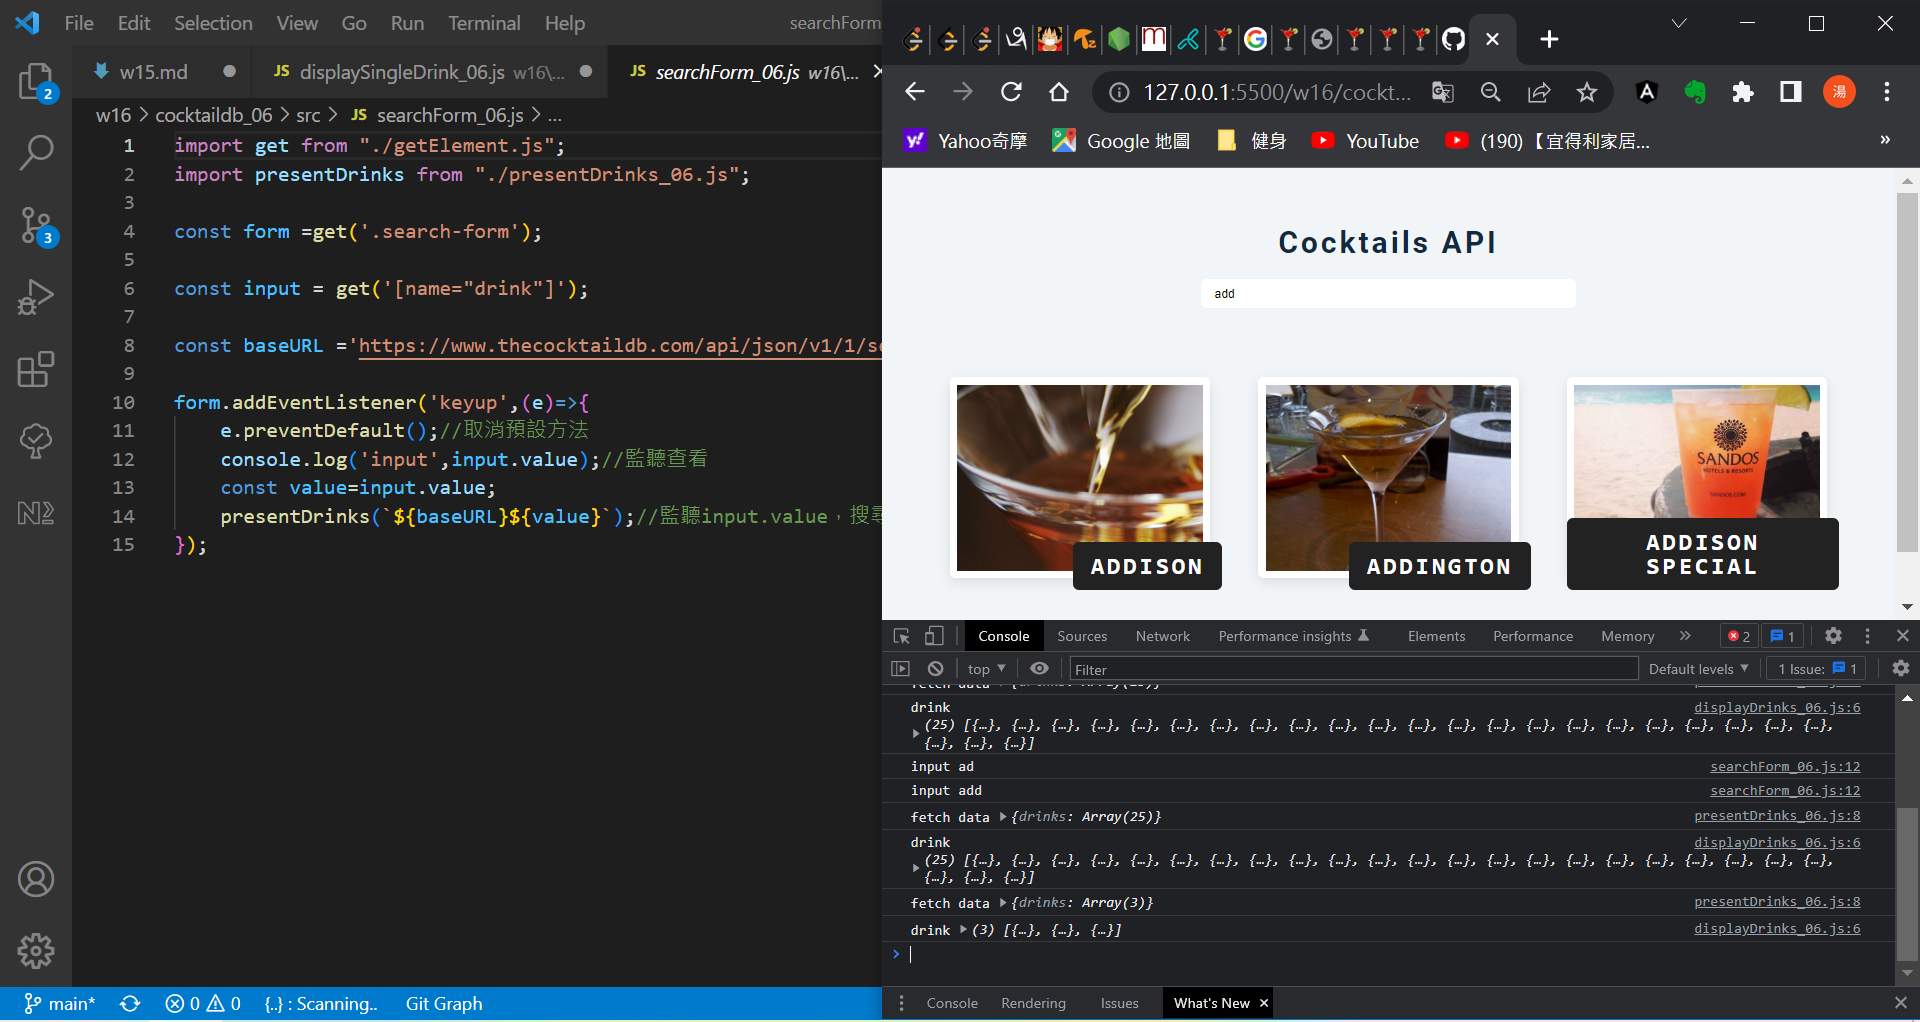 File Edit Selection View Go Run Terminal Help searchForm
w15.md
JS displaySingleDrink_06.js w16\...
JS searchForm_06.js w16\...
w16 > cocktaildb_06 > src > JS searchForm_06.js > ...
1 import get from "./getElement.js";
2 import presentDrinks from "./presentDrinks_06.js";
3
4 const form =get('.search-form');
5
6 const input = get('[name="drink"]');
7
8 const baseURL ='https://www.thecocktaildb.com/api/json/v1/1/se
9
10 form.addEventListener('keyup',(e)=>{
11 e.preventDefault();//取消預設方法
12 console.log('input',input.value);//監聽查看
13 const value=input.value;
14 presentDrinks(`${baseURL}${value}`);//監聽input.value，搜尋
15 });
2
3
main* 0 0 {..} : Scanning.. Git Graph
127.0.0.1:5500/w16/cockt...
湯
Yahoo奇摩 Google 地圖 健身 YouTube (190) 【宜得利家居... »
Cocktails API
add
SANDOS
HOTELS & RESORTS
SANDOS.COM
ADDISON
ADDINGTON
ADDISON
SPECIAL
Console Sources Network Performance insights Elements Performance Memory » 2 1
top Filter Default levels 1 Issue: 1
drink displayDrinks_06.js:6
(25) [{…}, {…}, {…}, {…}, {…}, {…}, {…}, {…}, {…}, {…}, {…}, {…}, {…}, {…}, {…}, {…}, {…}, {…}, {…}, {…}, {…}, {…},
{…}, {…}, {…}]
input ad searchForm_06.js:12
input add searchForm_06.js:12
fetch data {drinks: Array(25)} presentDrinks_06.js:8
drink displayDrinks_06.js:6
(25) [{…}, {…}, {…}, {…}, {…}, {…}, {…}, {…}, {…}, {…}, {…}, {…}, {…}, {…}, {…}, {…}, {…}, {…}, {…}, {…}, {…}, {…},
{…}, {…}, {…}]
fetch data {drinks: Array(3)} presentDrinks_06.js:8
drink (3) [{…}, {…}, {…}] displayDrinks_06.js:6
>
Console Rendering Issues What's New